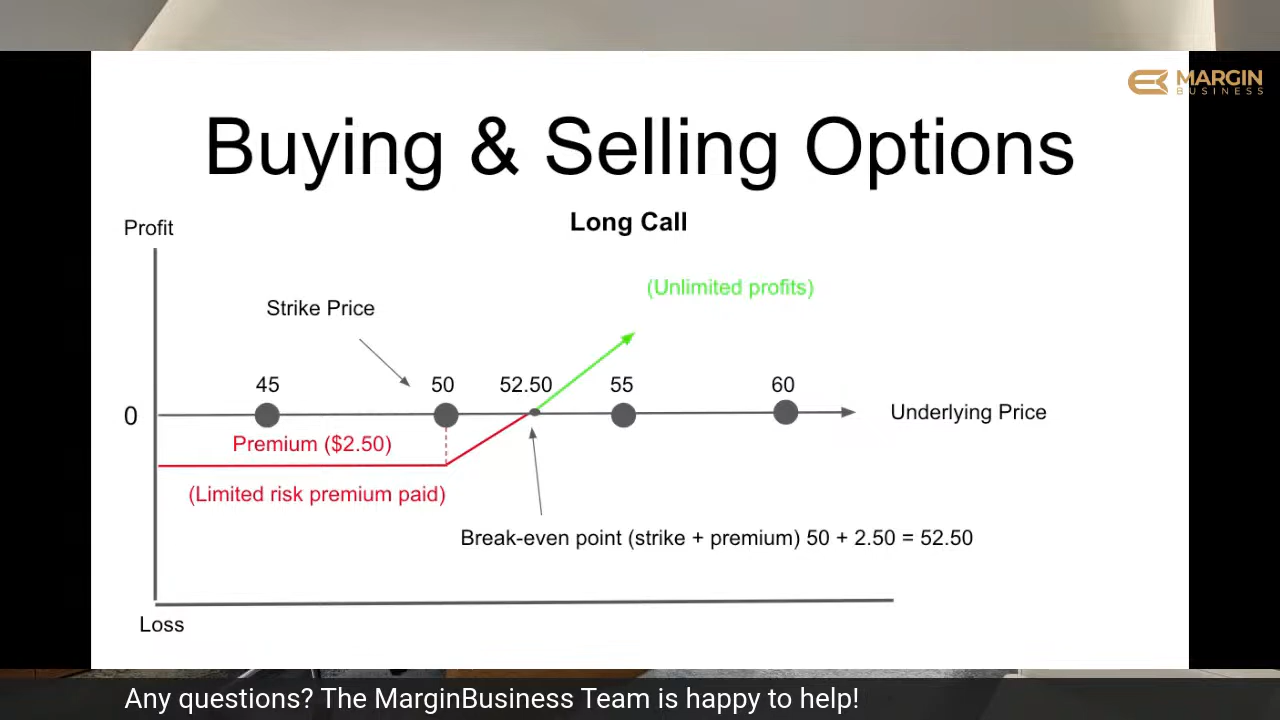 MARGIN
BUSINESS
Buying & Selling Options
Long Call
Profit
(Unlimited profits)
Strike Price
45
50
52.50
55
60
0
Underlying Price
Premium ($2.50)
(Limited risk premium paid)
Break-even point (strike + premium) 50 + 2.50 = 52.50
Loss
Any questions? The MarginBusiness Team is happy to help!